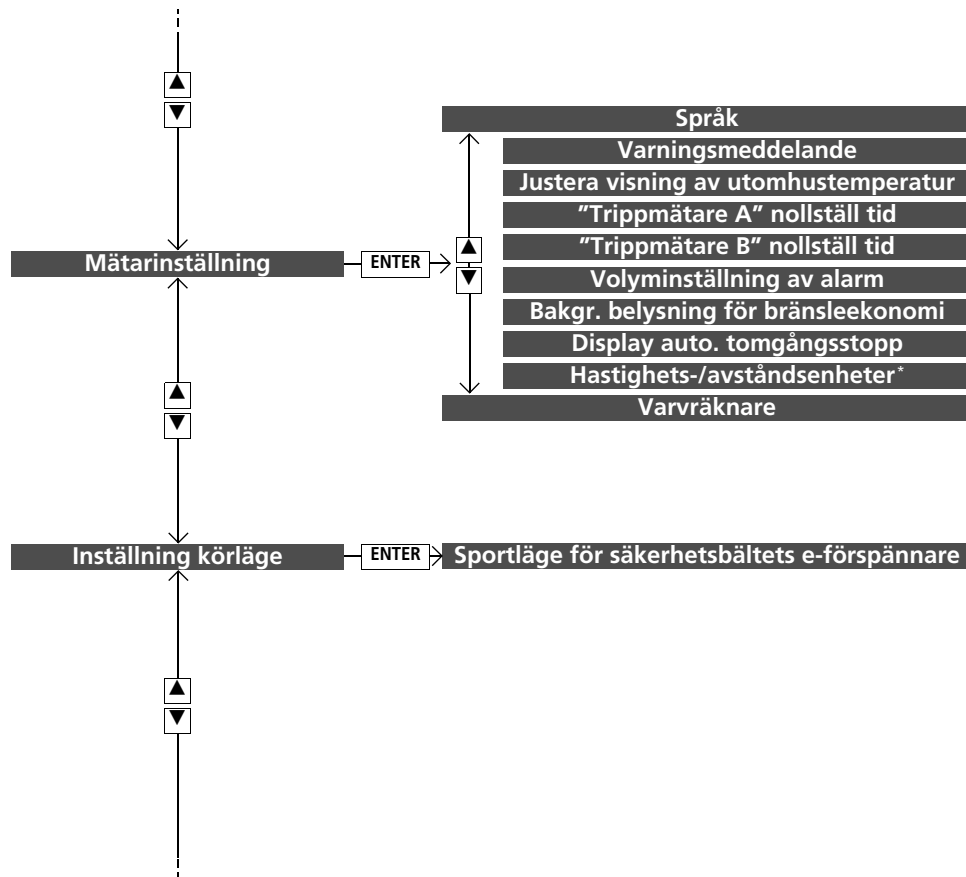 ▲
▼
Språk
Varningsmeddelande
Justera visning av utomhustemperatur
"Trippmätare A" nollställ tid
"Trippmätare B" nollställ tid
Mätarinställning
ENTER
▲
▼
Volyminställning av alarm
Bakgr. belysning för bränsleekonomi
Display auto. tomgångsstopp
Hastighets-/avståndsenheter*
Varvräknare
▲
▼
Inställning körläge
ENTER
Sportläge för säkerhetsbältets e-förspännare
▲
▼